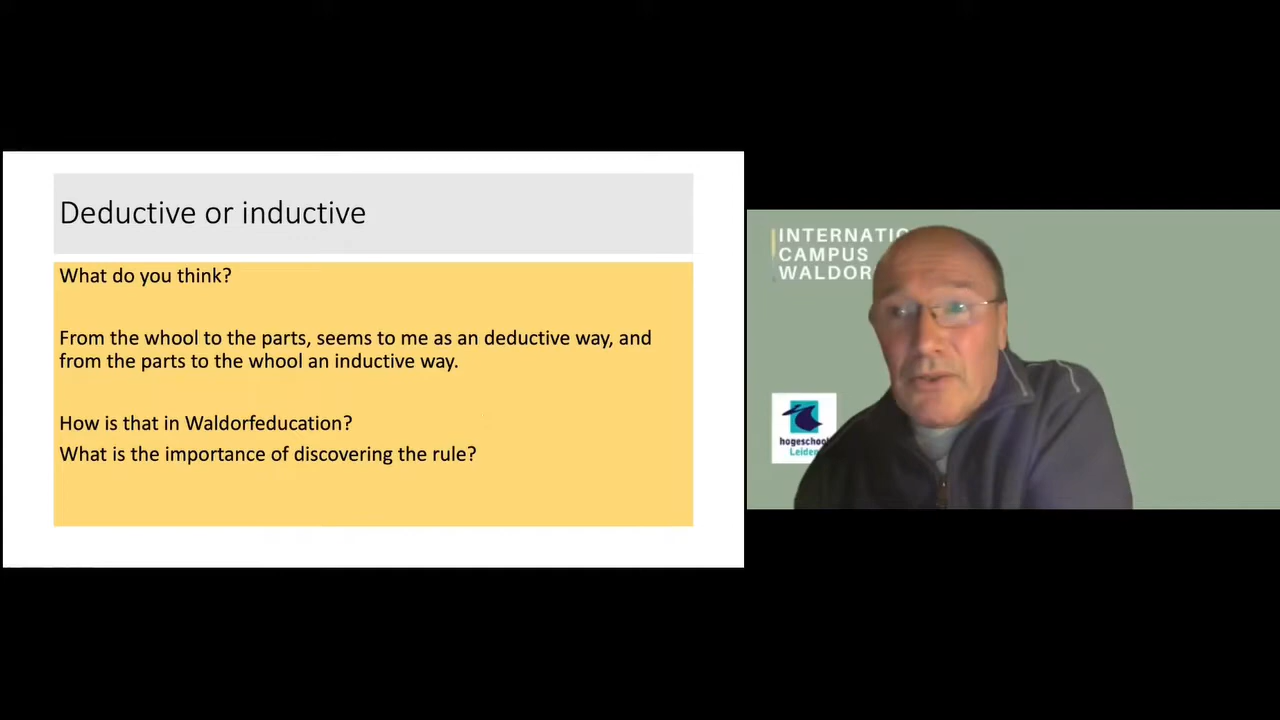 Deductive or inductive
What do you think?
From the whool to the parts, seems to me as an deductive way, and
from the parts to the whool an inductive way.
How is that in Waldorfeducation?
What is the importance of discovering the rule?
INTERNATIO
CAMPUS
WALDOR
hogeschool
Leiden